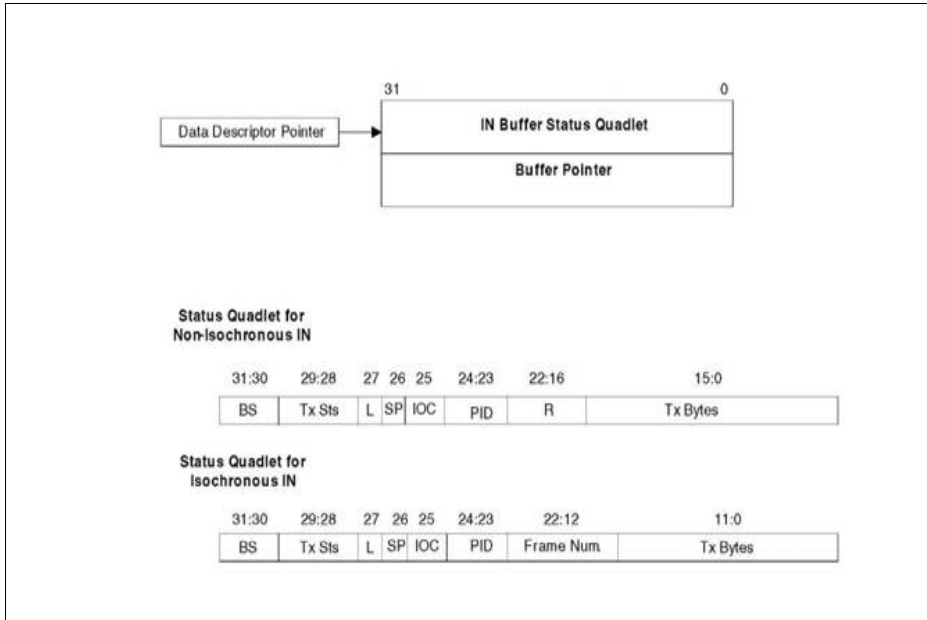 31 0
IN Buffer Status Quadlet
Data Descriptor Pointer
Buffer Pointer
Status Quadlet for
Non-Isochronous IN
31:30 29:28 27 26 25 24:23 22:16 15:0
BS Tx Sts L SP IOC PID R Tx Bytes
Status Quadlet for
Isochronous IN
31:30 29:28 27 26 25 24:23 22:12 11:0
BS Tx Sts L SP IOC PID Frame Num. Tx Bytes